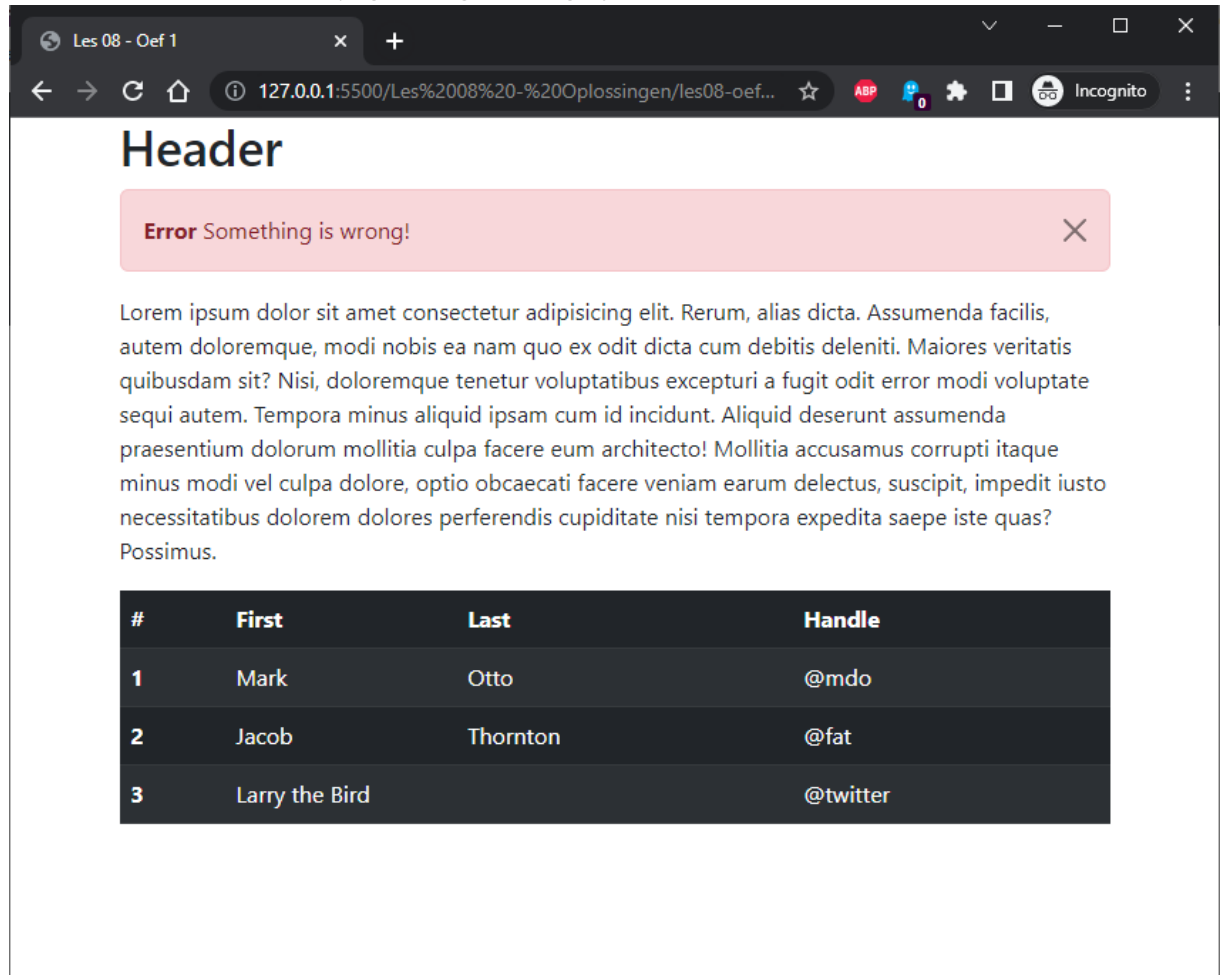 Les 08 - Oef 1
127.0.0.1:5500/Les%2008%20-%20Oplossingen/les08-oef...
ABP
0
Incognito
Header
Error Something is wrong!
Lorem ipsum dolor sit amet consectetur adipisicing elit. Rerum, alias dicta. Assumenda facilis,
autem doloremque, modi nobis ea nam quo ex odit dicta cum debitis deleniti. Maiores veritatis
quibusdam sit? Nisi, doloremque tenetur voluptatibus excepturi a fugit odit error modi voluptate
sequi autem. Tempora minus aliquid ipsam cum id incidunt. Aliquid deserunt assumenda
praesentium dolorum mollitia culpa facere eum architecto! Mollitia accusamus corrupti itaque
minus modi vel culpa dolore, optio obcaecati facere veniam earum delectus, suscipit, impedit iusto
necessitatibus dolorem dolores perferendis cupiditate nisi tempora expedita saepe iste quas?
Possimus.
# First Last Handle
1 Mark Otto @mdo
2 Jacob Thornton @fat
3 Larry the Bird @twitter